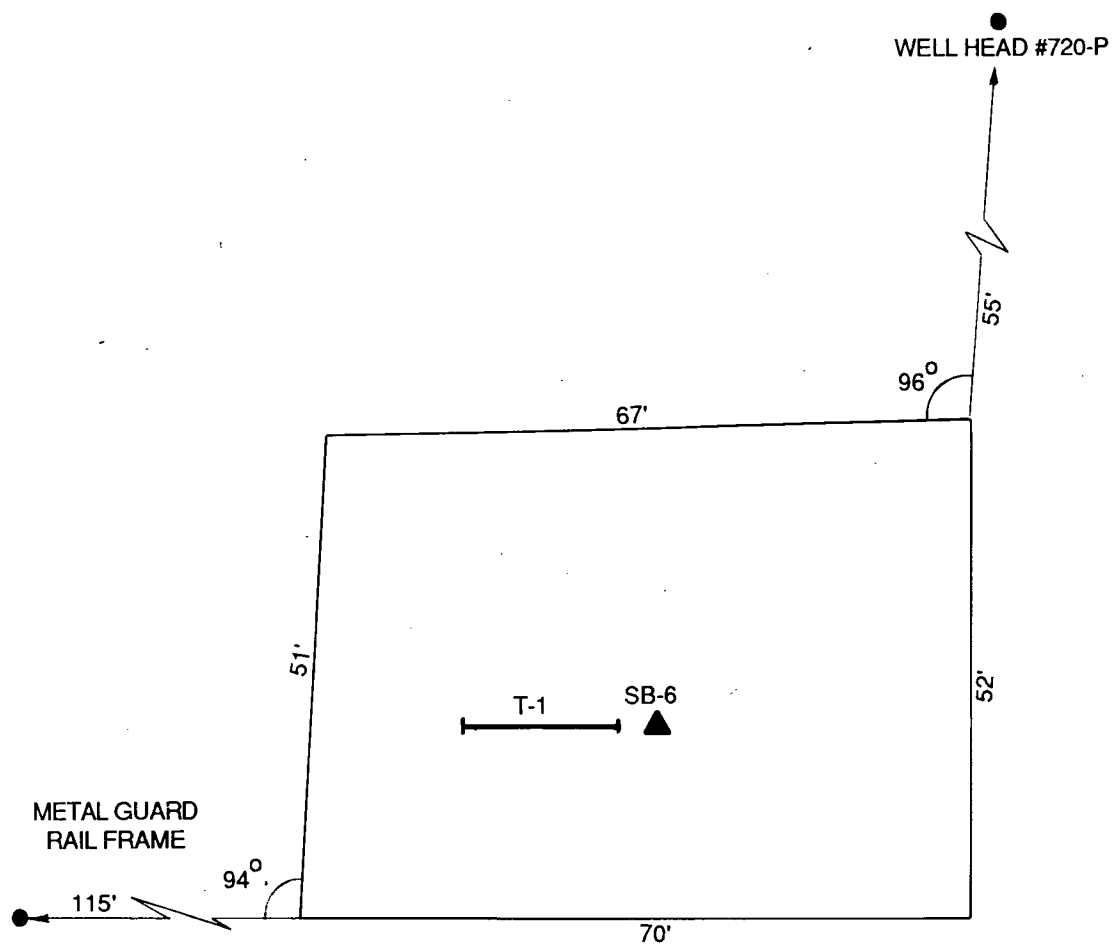 WELL HEAD #720-P
55'
96°
67'
51'
52'
T-1
SB-6
METAL GUARD
RAIL FRAME
94°
115'
70'